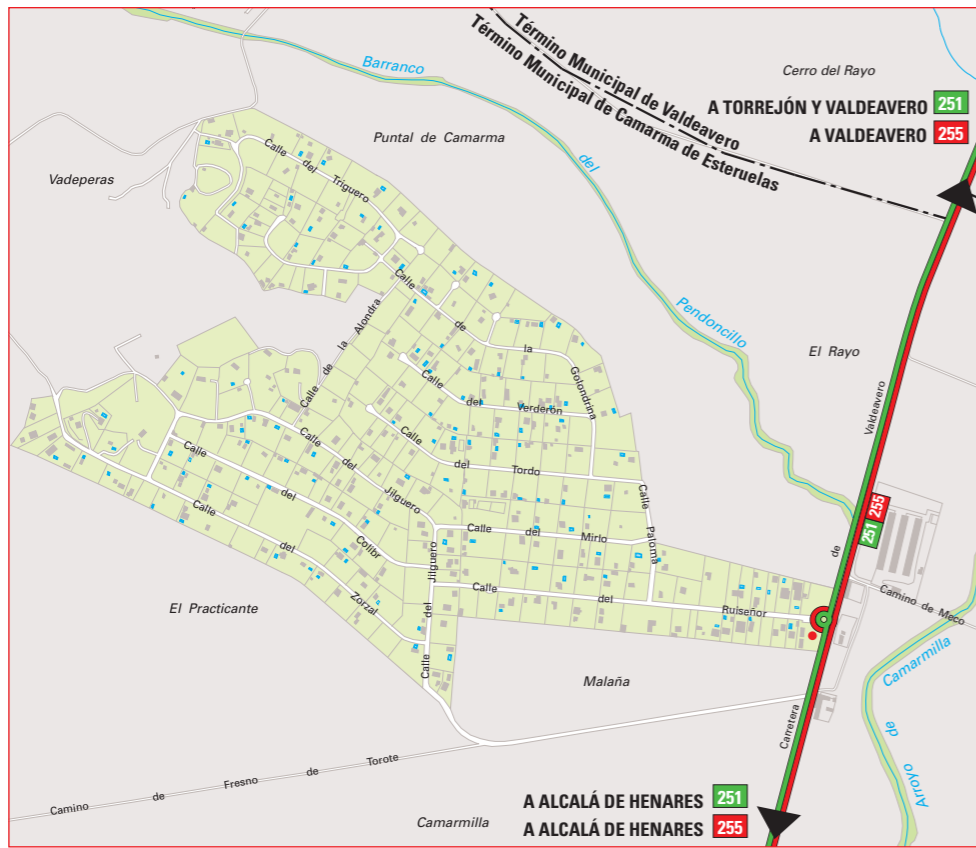 Barranco
del
Pendoncillo
Término Municipal de Valdeavero
Término Municipal de Camarma de Esteruelas
Cerro del Rayo
A TORREJÓN Y VALDEAVERO 251
A VALDEAVERO 255
Puntal de Camarma
Vadeperas
Calle del Triguero
Calle de la Alondra
Calle de la Golondrina
El Rayo
Calle del Verderón
Calle del Tordo
Calle Paloma
Calle del Jilguero
Calle del Mirlo
Calle del Colibr
Calle del Zorzal
Calle del Jilguero
Calle del Ruiseñor
Carretera de Valdeavero
251 255
Camino de Meco
El Practicante
Malaña
Arroyo de Camarmilla
Camino de Fresno de Torote
Camarmilla
A ALCALÁ DE HENARES 251
A ALCALÁ DE HENARES 255